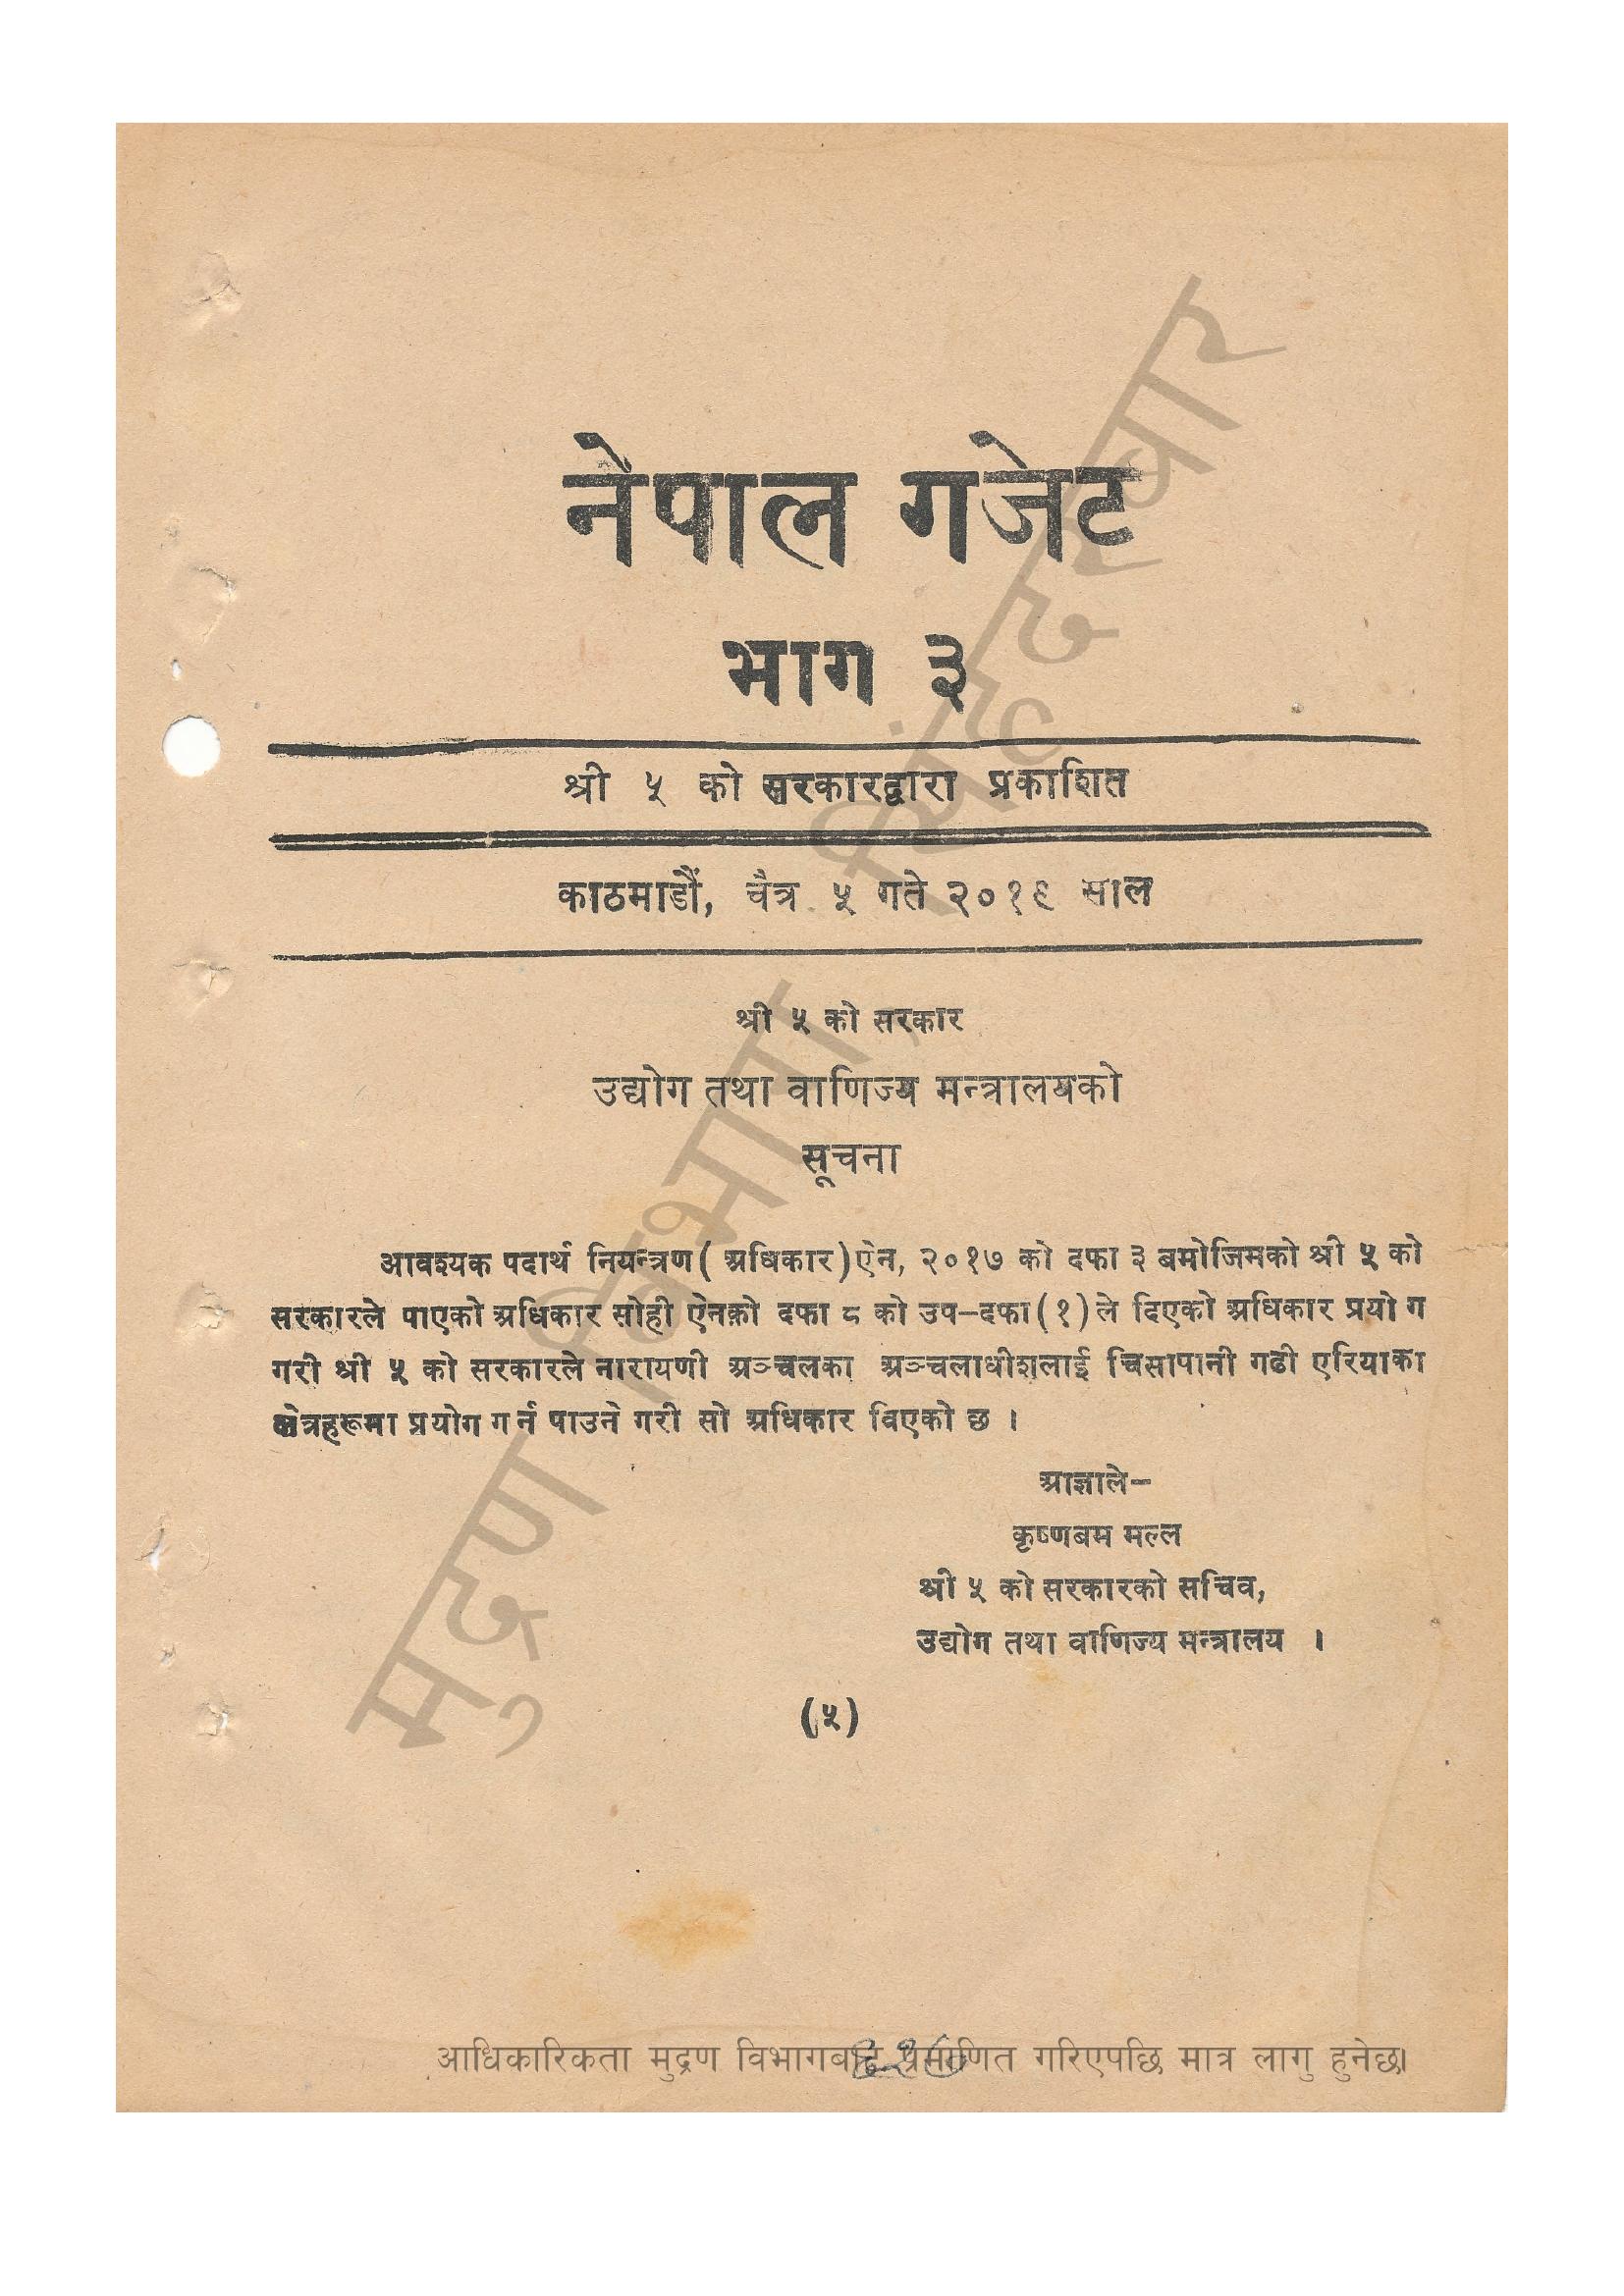 नेपाल गजेट
भाग ३
श्री ५ को सरकारद्वारा प्रकाशित
काठमाडौं, चैत्र ५ गते २०१९ साल
श्री ५ को सरकार
उद्योग तथा वाणिज्य मन्त्रालयको
सूचना
आवश्यक पदार्थ नियन्त्रण ( अधिकार ) ऐन, २०१७ को दफा ३ बमोजिमको श्री ५ को
सरकारले पाएको अधिकार सोही ऐनको दफा ८ को उप–दफा (१) ले दिएको अधिकार प्रयोग
गरी श्री ५ को सरकारले नारायणी अञ्चलका अञ्चलाधीशलाई चिसापानी गढी एरियाका
क्षेत्रहरूमा प्रयोग गर्न पाउने गरी सो अधिकार दिएको छ ।
आज्ञाले–
कृष्णबम मल्ल
श्री ५ को सरकारको सचिव,
उद्योग तथा वाणिज्य मन्त्रालय ।
(५)
मुद्रण विभाग, सिंहदरबार
आधिकारिकता मुद्रण विभागबाट प्रमाणित गरिएपछि मात्र लागु हुनेछ।